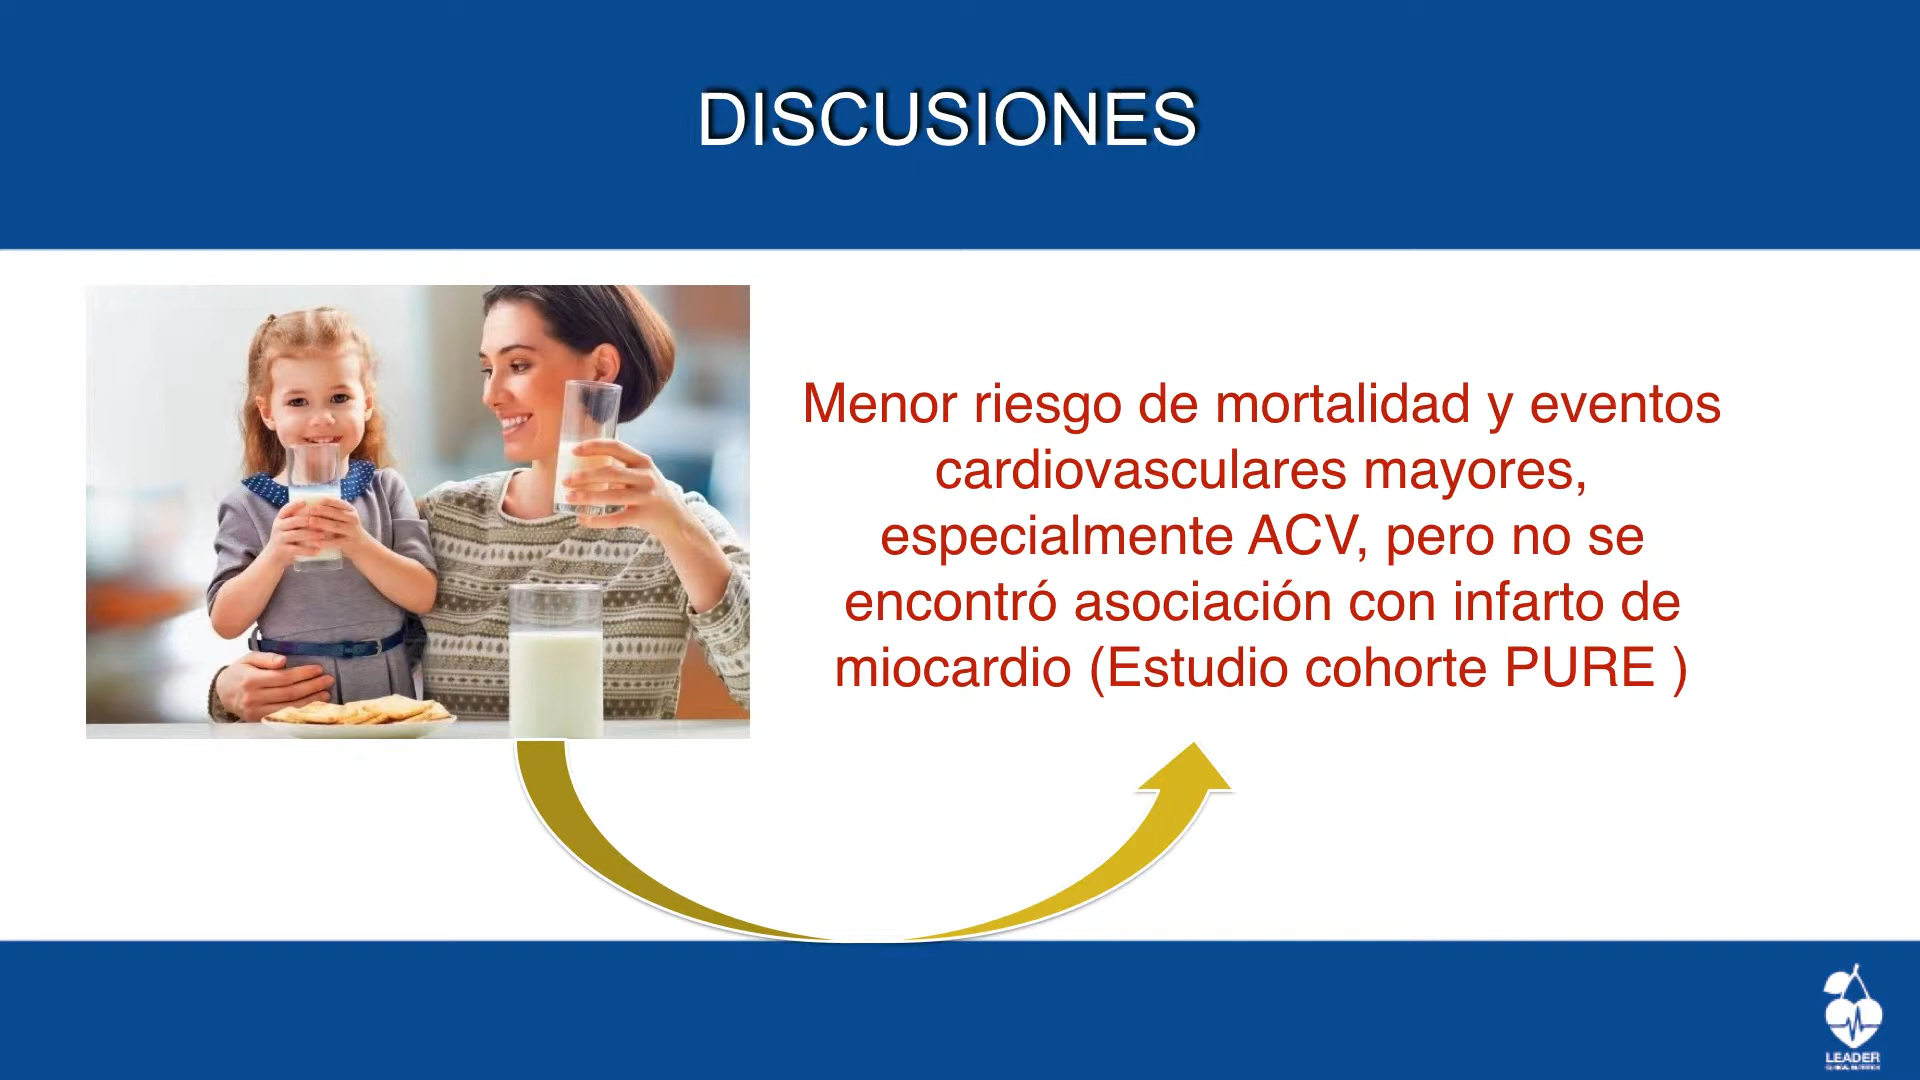 DISCUSIONES
Menor riesgo de mortalidad y eventos
cardiovasculares mayores,
especialmente ACV, pero no se
encontró asociación con infarto de
miocardio (Estudio cohorte PURE )
LEADER